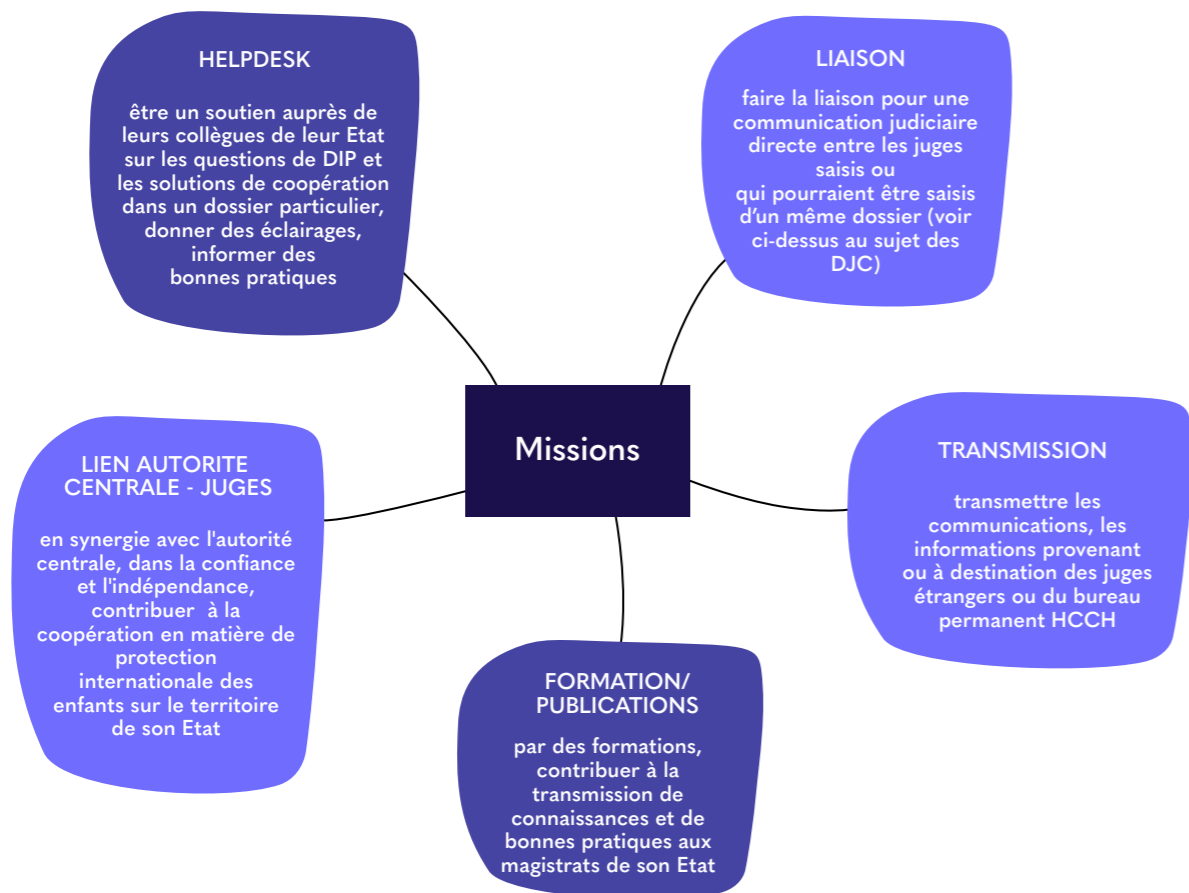 HELPDESK
être un soutien auprès de
leurs collègues de leur Etat
sur les questions de DIP et
les solutions de coopération
dans un dossier particulier,
donner des éclairages,
informer des
bonnes pratiques
LIAISON
faire la liaison pour une
communication judiciaire
directe entre les juges
saisis ou
qui pourraient être saisis
d'un même dossier (voir
ci-dessus au sujet des
DJC)
Missions
LIEN AUTORITE
CENTRALE - JUGES
en synergie avec l'autorité
centrale, dans la confiance
et l'indépendance,
contribuer à la
coopération en matière de
protection
internationale des
enfants sur le territoire
de son Etat
TRANSMISSION
transmettre les
communications, les
informations provenant
ou à destination des juges
étrangers ou du bureau
permanent HCCH
FORMATION/
PUBLICATIONS
par des formations,
contribuer à la
transmission de
connaissances et de
bonnes pratiques aux
magistrats de son Etat